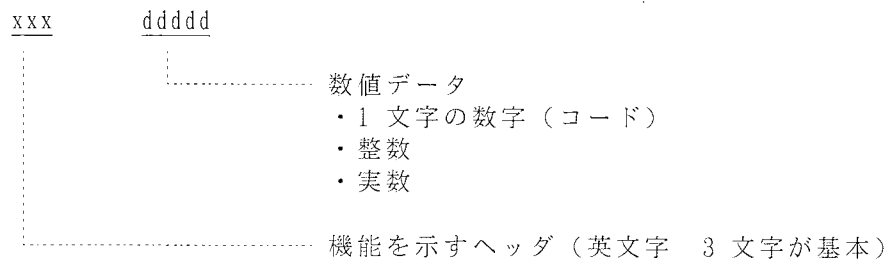 xxx ddddd
数値データ
・1 文字の数字（コード）
・整数
・実数
機能を示すヘッダ（英文字 3 文字が基本）